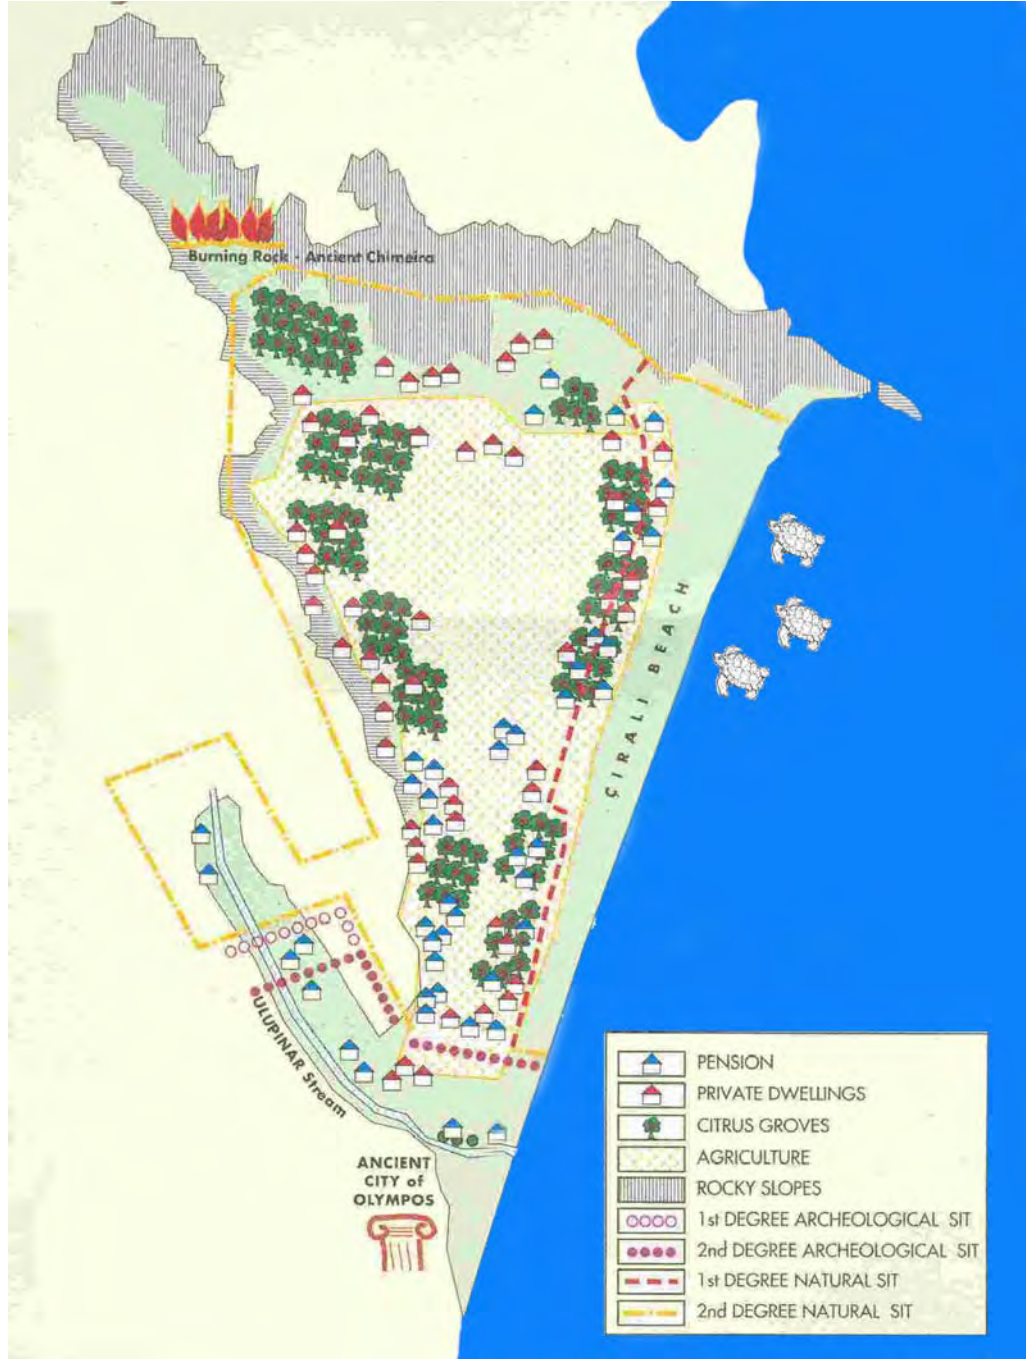 Burning Rock - Ancient Chimeira
ÇIRALI BEACH
ULUPINAR Stream
ANCIENT
CITY of
OLYMPOS
PENSION
PRIVATE DWELLINGS
CITRUS GROVES
AGRICULTURE
ROCKY SLOPES
1st DEGREE ARCHEOLOGICAL SIT
2nd DEGREE ARCHEOLOGICAL SIT
1st DEGREE NATURAL SIT
2nd DEGREE NATURAL SIT